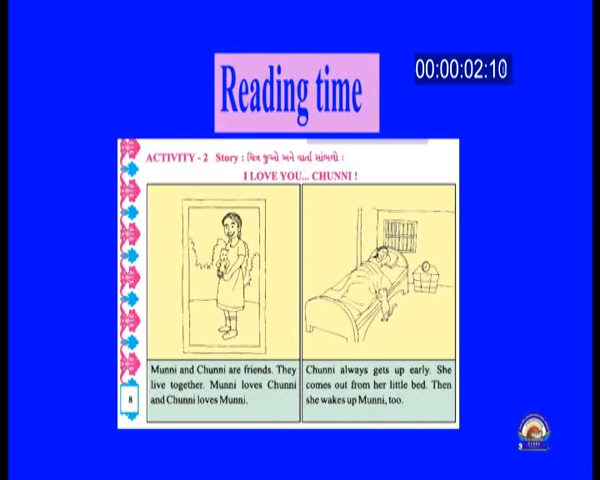 00:00:02:10
Reading time
ACTIVITY - 2 Story : ચિત્ર જુઓ અને વાર્તા સાંભળો :
I LOVE YOU... CHUNNI !
Munni and Chunni are friends. They
live together. Munni loves Chunni
and Chunni loves Munni.
Chunni always gets up early. She
comes out from her little bed. Then
she wakes up Munni, too.
8